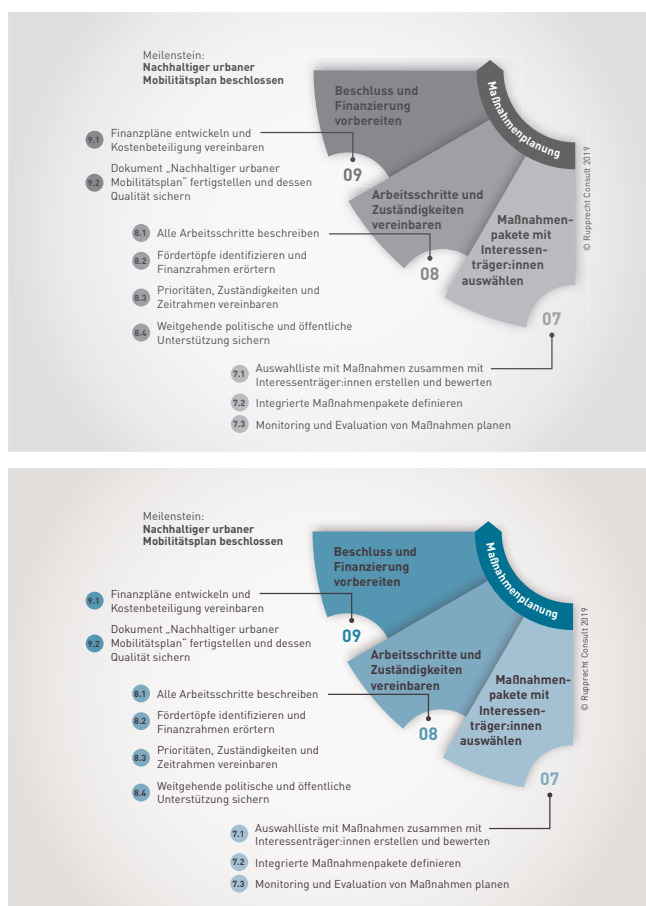 Meilenstein:
Nachhaltiger urbaner
Mobilitätsplan beschlossen
Beschluss und
Finanzierung
vorbereiten
Maßnahmenplanung
9.1 Finanzpläne entwickeln und
Kostenbeteiligung vereinbaren
09
9.2 Dokument „Nachhaltiger urbaner
Mobilitätsplan“ fertigstellen und dessen
Qualität sichern
Arbeitsschritte und
Zuständigkeiten
vereinbaren
Maßnahmen-
pakete mit
Interessen-
träger:innen
auswählen
© Rupprecht Consult 2019
8.1 Alle Arbeitsschritte beschreiben
8.2 Fördertöpfe identifizieren und
Finanzrahmen erörtern
08
8.3 Prioritäten, Zuständigkeiten und
Zeitrahmen vereinbaren
8.4 Weitgehende politische und öffentliche
Unterstützung sichern
07
7.1 Auswahlliste mit Maßnahmen zusammen mit
Interessenträger:innen erstellen und bewerten
7.2 Integrierte Maßnahmenpakete definieren
7.3 Monitoring und Evaluation von Maßnahmen planen
Meilenstein:
Nachhaltiger urbaner
Mobilitätsplan beschlossen
Beschluss und
Finanzierung
vorbereiten
Maßnahmenplanung
9.1 Finanzpläne entwickeln und
Kostenbeteiligung vereinbaren
09
9.2 Dokument „Nachhaltiger urbaner
Mobilitätsplan“ fertigstellen und dessen
Qualität sichern
Arbeitsschritte und
Zuständigkeiten
vereinbaren
Maßnahmen-
pakete mit
Interessen-
träger:innen
auswählen
© Rupprecht Consult 2019
8.1 Alle Arbeitsschritte beschreiben
8.2 Fördertöpfe identifizieren und
Finanzrahmen erörtern
08
8.3 Prioritäten, Zuständigkeiten und
Zeitrahmen vereinbaren
8.4 Weitgehende politische und öffentliche
Unterstützung sichern
07
7.1 Auswahlliste mit Maßnahmen zusammen mit
Interessenträger:innen erstellen und bewerten
7.2 Integrierte Maßnahmenpakete definieren
7.3 Monitoring und Evaluation von Maßnahmen planen